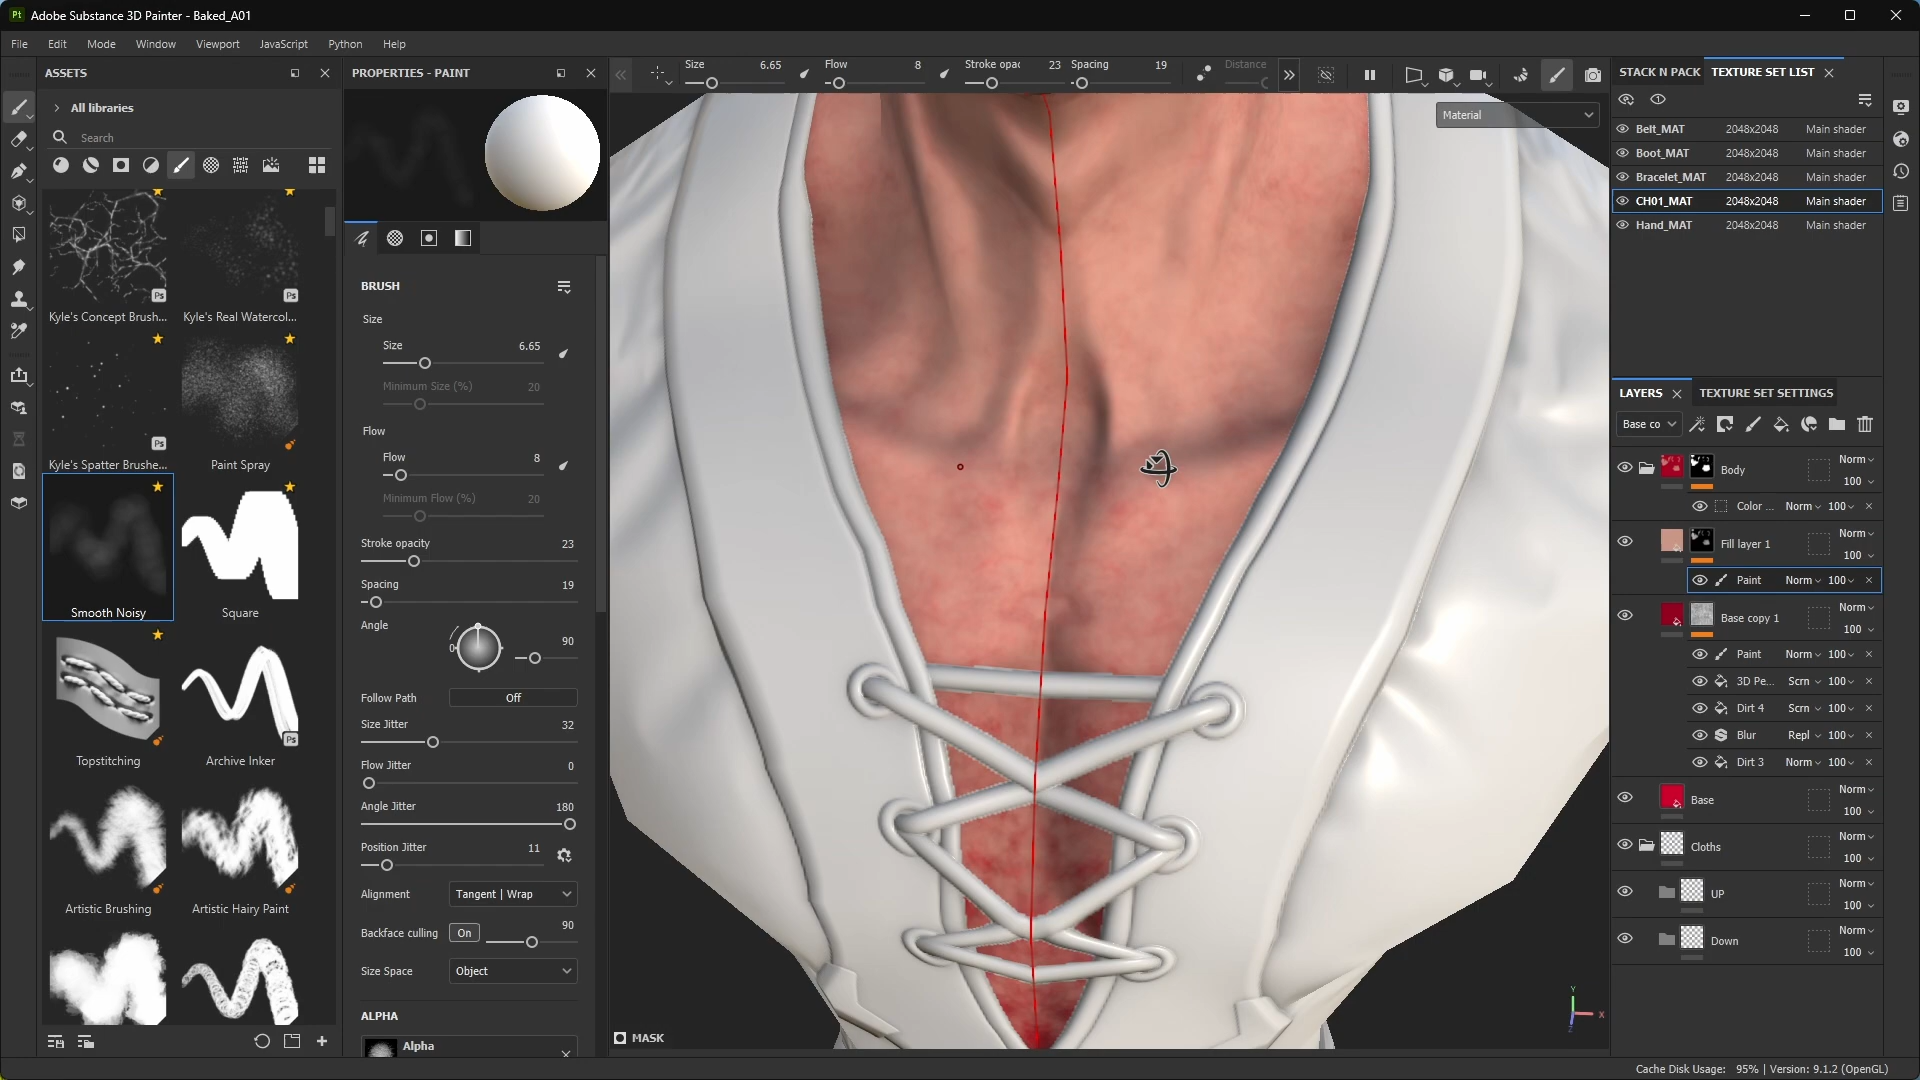 Pt Adobe Substance 3D Painter - Baked_A01
File Edit Mode Window Viewport JavaScript Python Help
ASSETS
All libraries
Search
Kyle's Concept Brush...
Kyle's Real Watercol...
Kyle's Spatter Brushe...
Paint Spray
Smooth Noisy
Square
Topstitching
Archive Inker
Artistic Brushing
Artistic Hairy Paint
Ps
Ps
Ps
Ps
PROPERTIES - PAINT
BRUSH
Size
Size 6.65
Minimum Size (%) 20
Flow
Flow 8
Minimum Flow (%) 20
Stroke opacity 23
Spacing 19
Angle
0 90
Follow Path Off
Size Jitter 32
Flow Jitter 0
Angle Jitter 180
Position Jitter 11
Alignment Tangent | Wrap
Backface culling On 90
Size Space Object
ALPHA
Alpha
Size 6.65 Flow 8 Stroke opac 23 Spacing 19 Distance
Material
MASK
Y
X
Z
STACK N PACK TEXTURE SET LIST
Belt_MAT 2048x2048 Main shader
Boot_MAT 2048x2048 Main shader
Bracelet_MAT 2048x2048 Main shader
CH01_MAT 2048x2048 Main shader
Hand_MAT 2048x2048 Main shader
LAYERS TEXTURE SET SETTINGS
Base co
Body Norm 100
Color ... Norm 100
Fill layer 1 Norm 100
Paint Norm 100
Base copy 1 Norm 100
Paint Norm 100
3D Pe... Scrn 100
Dirt 4 Scrn 100
Blur Repl 100
Dirt 3 Norm 100
Base Norm 100
Cloths Norm 100
UP Norm 100
Down Norm 100
Cache Disk Usage: 95% | Version: 9.1.2 (OpenGL)